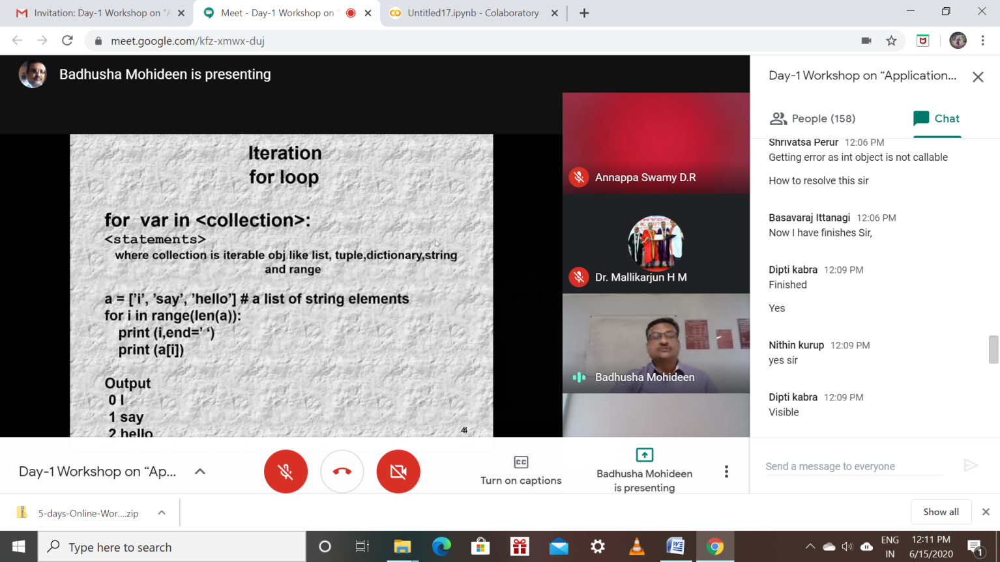 Invitation: Day-1 Workshop on "A
Meet - Day-1 Workshop on "
Untitled17.ipynb - Colaboratory
meet.google.com/kfz-xmwx-duj
Badhusha Mohideen is presenting
Iteration
for loop
for var in <collection>:
<statements>
where collection is iterable obj like list, tuple,dictionary,string
and range
a = [’i’, ’say’, ’hello’] # a list of string elements
for i in range(len(a)):
print (i,end=’ ‘)
print (a[i])
Output
0 I
1 say
2 hello
44
Annappa Swamy D.R
Dr. Mallikarjun H M
Badhusha Mohideen
Day-1 Workshop on “Application...
People (158)
Chat
Shrivatsa Perur 12:06 PM
Getting error as int object is not callable
How to resolve this sir
Basavaraj Ittanagi 12:06 PM
Now I have finishes Sir,
Dipti kabra 12:09 PM
Finished
Yes
Nithin kurup 12:09 PM
yes sir
Dipti kabra 12:09 PM
Visible
Send a message to everyone
Day-1 Workshop on “Ap...
CC
Turn on captions
Badhusha Mohideen
is presenting
5-days-Online-Wor....zip
Show all
Type here to search
ENG
IN
12:11 PM
6/15/2020
1